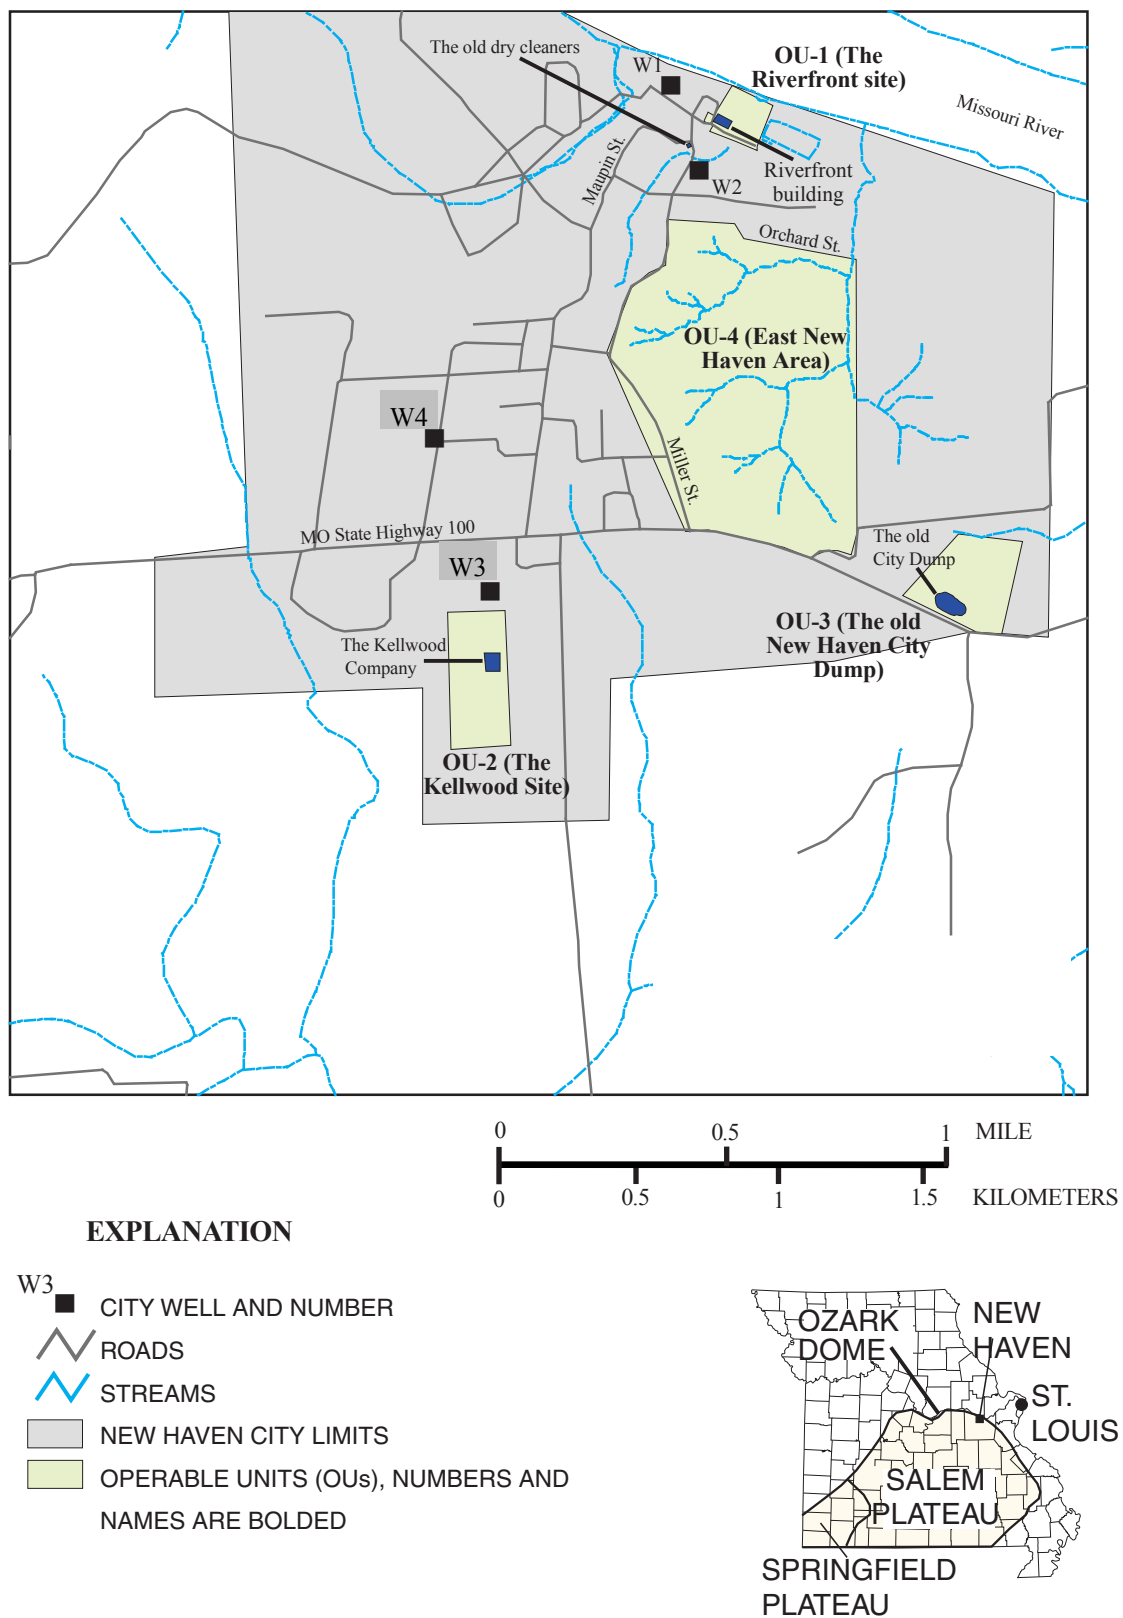 The old dry cleaners
W1
OU-1 (The
Riverfront site)
Missouri River
Maupin St.
W2
Riverfront
building
Orchard St.
OU-4 (East New
Haven Area)
W4
Miller St.
MO State Highway 100
The old
City Dump
W3
OU-3 (The old
New Haven City
Dump)
The Kellwood
Company
OU-2 (The
Kellwood Site)
0 0.5 1 MILE
0 0.5 1 1.5 KILOMETERS
EXPLANATION
W3
CITY WELL AND NUMBER
ROADS
STREAMS
NEW HAVEN CITY LIMITS
OPERABLE UNITS (OUs), NUMBERS AND
NAMES ARE BOLDED
OZARK
DOME
NEW
HAVEN
ST.
LOUIS
SALEM
PLATEAU
SPRINGFIELD
PLATEAU